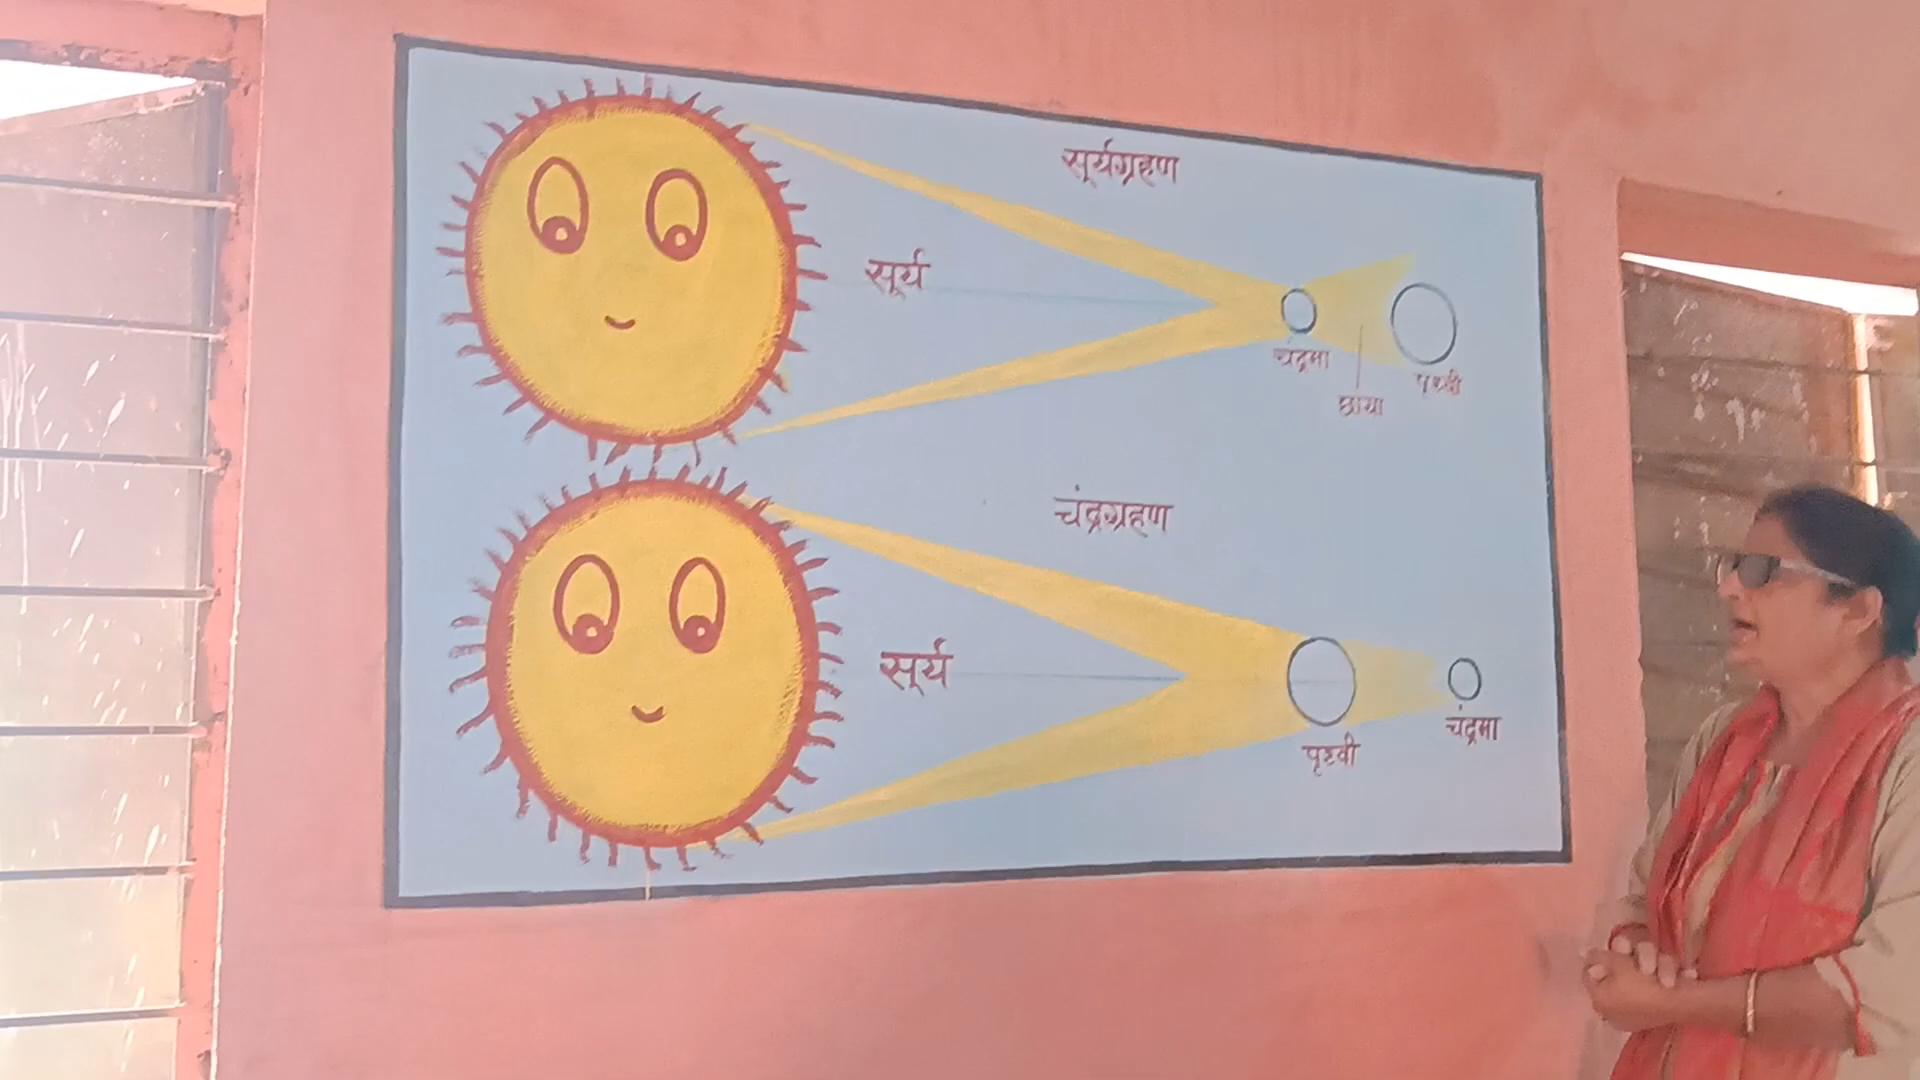 सूर्यग्रहण
सूर्य
चंद्रमा
पृथ्वी
छाया
चंद्रग्रहण
सूर्य
चंद्रमा
पृथ्वी